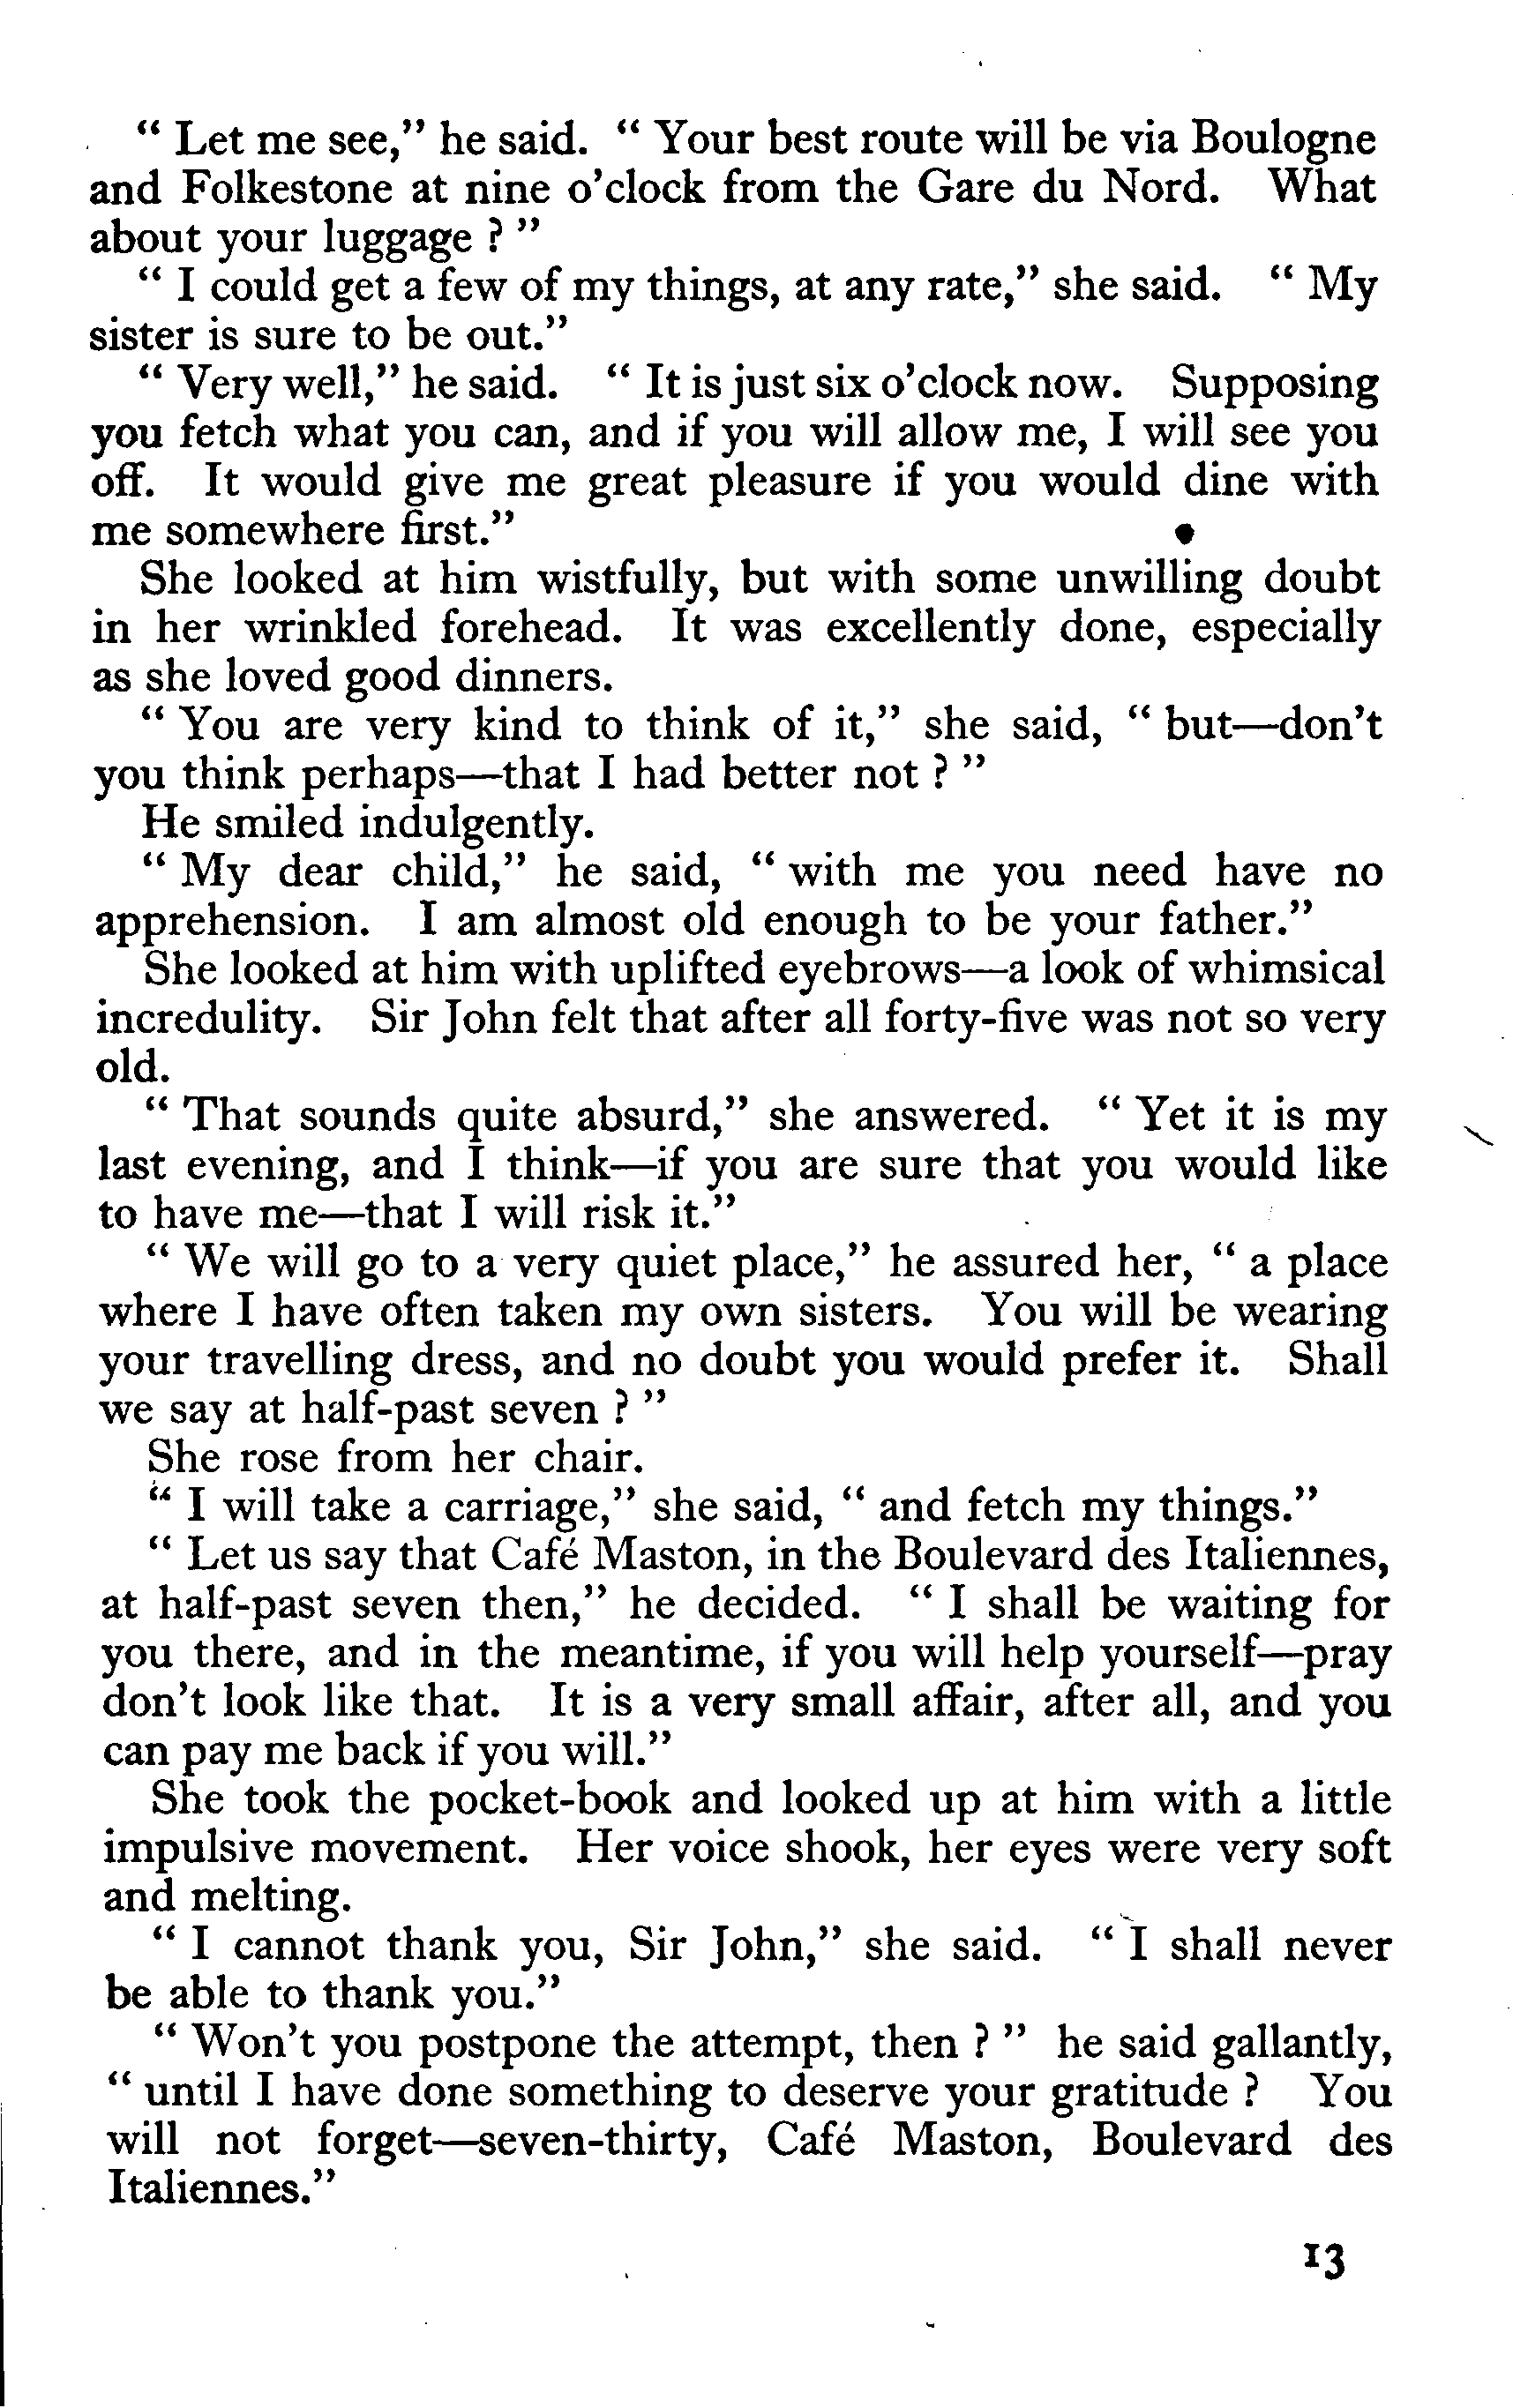 “ Let me see,” he said. “ Your best route will be via Boulogne
and Folkestone at nine o’clock from the Gare du Nord. What
about your luggage ? ”
“ I could get a few of my things, at any rate,” she said. “ My
sister is sure to be out.”
“ Very well,” he said. “ It is just six o’clock now. Supposing
you fetch what you can, and if you will allow me, I will see you
off. It would give me great pleasure if you would dine with
me somewhere first.”
She looked at him wistfully, but with some unwilling doubt
in her wrinkled forehead. It was excellently done, especially
as she loved good dinners.
“ You are very kind to think of it,” she said, “ but—don’t
you think perhaps—that I had better not ? ”
He smiled indulgently.
“ My dear child,” he said, “ with me you need have no
apprehension. I am almost old enough to be your father.”
She looked at him with uplifted eyebrows—a look of whimsical
incredulity. Sir John felt that after all forty-five was not so very
old.
“ That sounds quite absurd,” she answered. “ Yet it is my
last evening, and I think—if you are sure that you would like
to have me—that I will risk it.”
“ We will go to a very quiet place,” he assured her, “ a place
where I have often taken my own sisters. You will be wearing
your travelling dress, and no doubt you would prefer it. Shall
we say at half-past seven ? ”
She rose from her chair.
“ I will take a carriage,” she said, “ and fetch my things.”
“ Let us say that Café Maston, in the Boulevard des Italiennes,
at half-past seven then,” he decided. “ I shall be waiting for
you there, and in the meantime, if you will help yourself—pray
don’t look like that. It is a very small affair, after all, and you
can pay me back if you will.”
She took the pocket-book and looked up at him with a little
impulsive movement. Her voice shook, her eyes were very soft
and melting.
“ I cannot thank you, Sir John,” she said. “ I shall never
be able to thank you.”
“ Won’t you postpone the attempt, then ? ” he said gallantly,
“ until I have done something to deserve your gratitude ? You
will not forget—seven-thirty, Café Maston, Boulevard des
Italiennes.”
13